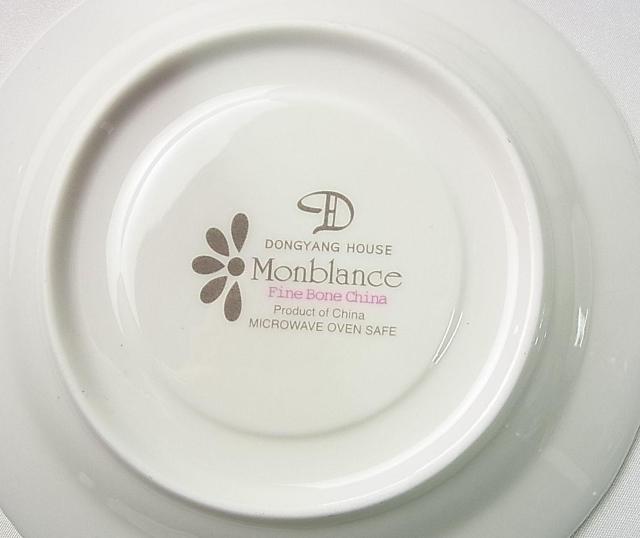 D
DONGYANG HOUSE
Monblance
Fine Bone China
Product of China
MICROWAVE OVEN SAFE